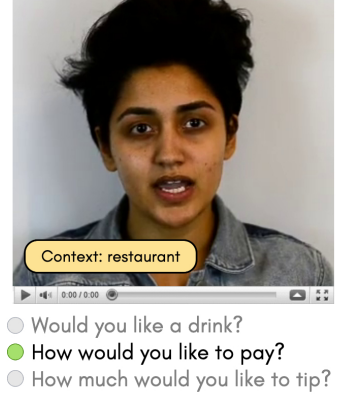 Context: restaurant
0:00 / 0:00
Would you like a drink?
How would you like to pay?
How much would you like to tip?